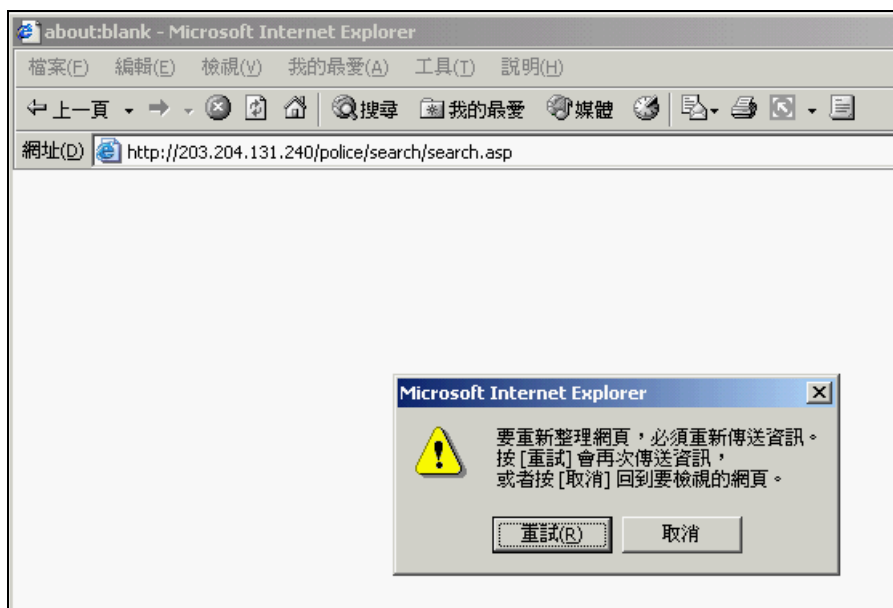 about:blank - Microsoft Internet Explorer
檔案(F) 編輯(E) 檢視(V) 我的最愛(A) 工具(T) 說明(H)
上一頁 搜尋 我的最愛 媒體
網址(D) http://203.204.131.240/police/search/search.asp
Microsoft Internet Explorer
要重新整理網頁，必須重新傳送資訊。
按 [重試] 會再次傳送資訊，
或者按 [取消] 回到要檢視的網頁。
重試(R) 取消